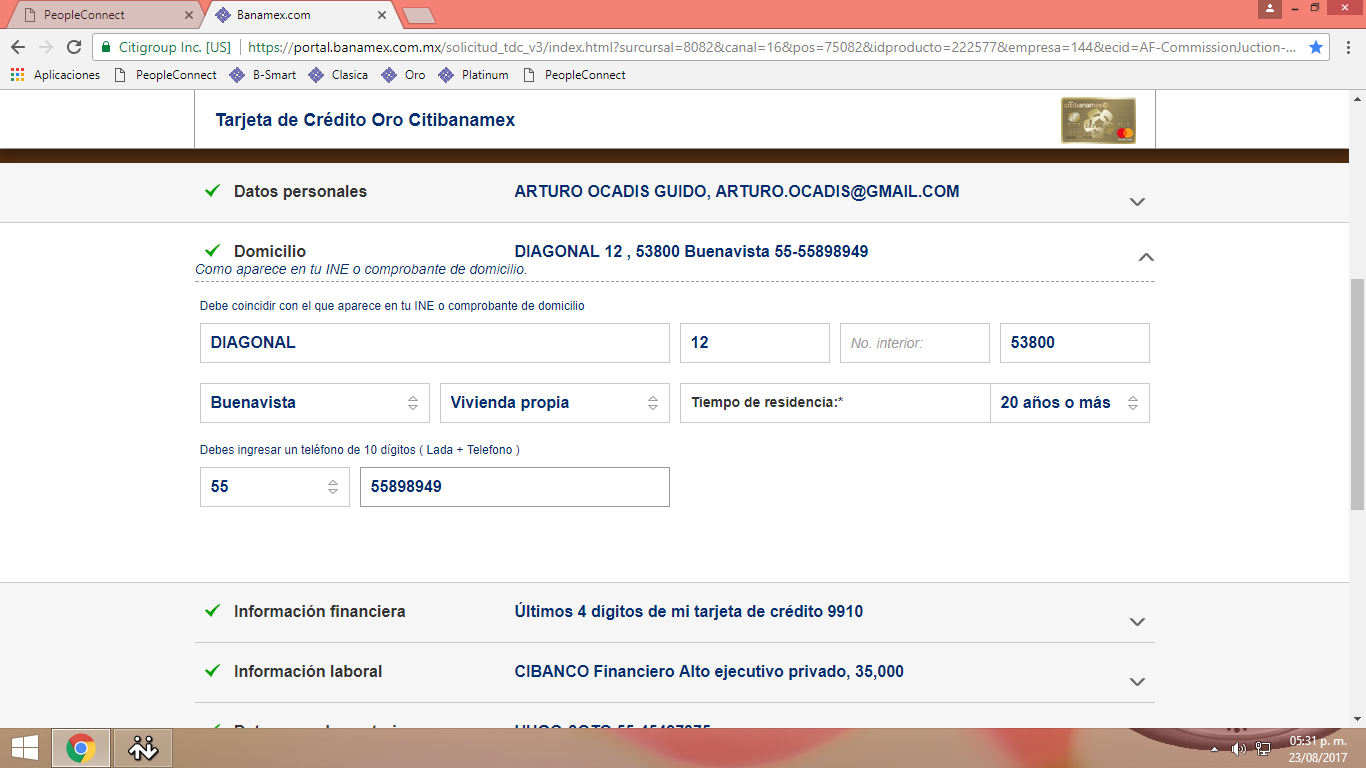 PeopleConnect
Banamex.com
Citigroup Inc. [US] https://portal.banamex.com.mx/solicitud_tdc_v3/index.html?surcursal=8082&canal=16&pos=75082&idproducto=222577&empresa=144&ecid=AF-CommissionJuction-...
Aplicaciones PeopleConnect B-Smart Clasica Oro Platinum PeopleConnect
Tarjeta de Crédito Oro Citibanamex
citibanamex
Datos personales ARTURO OCADIS GUIDO, ARTURO.OCADIS@GMAIL.COM
Domicilio DIAGONAL 12 , 53800 Buenavista 55-55898949
Como aparece en tu INE o comprobante de domicilio.
Debe coincidir con el que aparece en tu INE o comprobante de domicilio
DIAGONAL 12 No. interior: 53800
Buenavista Vivienda propia Tiempo de residencia:* 20 años o más
Debes ingresar un teléfono de 10 dígitos ( Lada + Telefono )
55 55898949
Información financiera Últimos 4 dígitos de mi tarjeta de crédito 9910
Información laboral CIBANCO Financiero Alto ejecutivo privado, 35,000
05:31 p. m.
23/08/2017